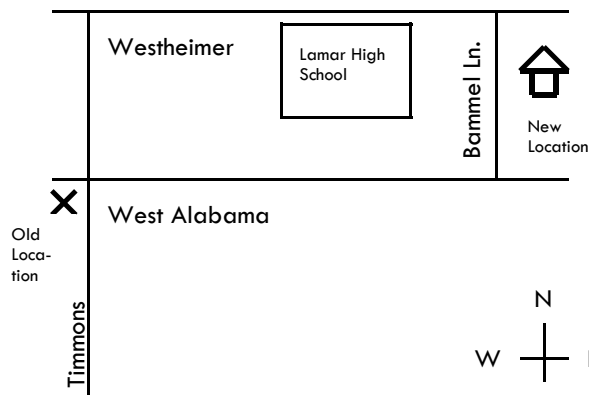 Westheimer
Lamar High
School
Bammel Ln.
New
Location
West Alabama
Old
Loca-
tion
Timmons
N
W